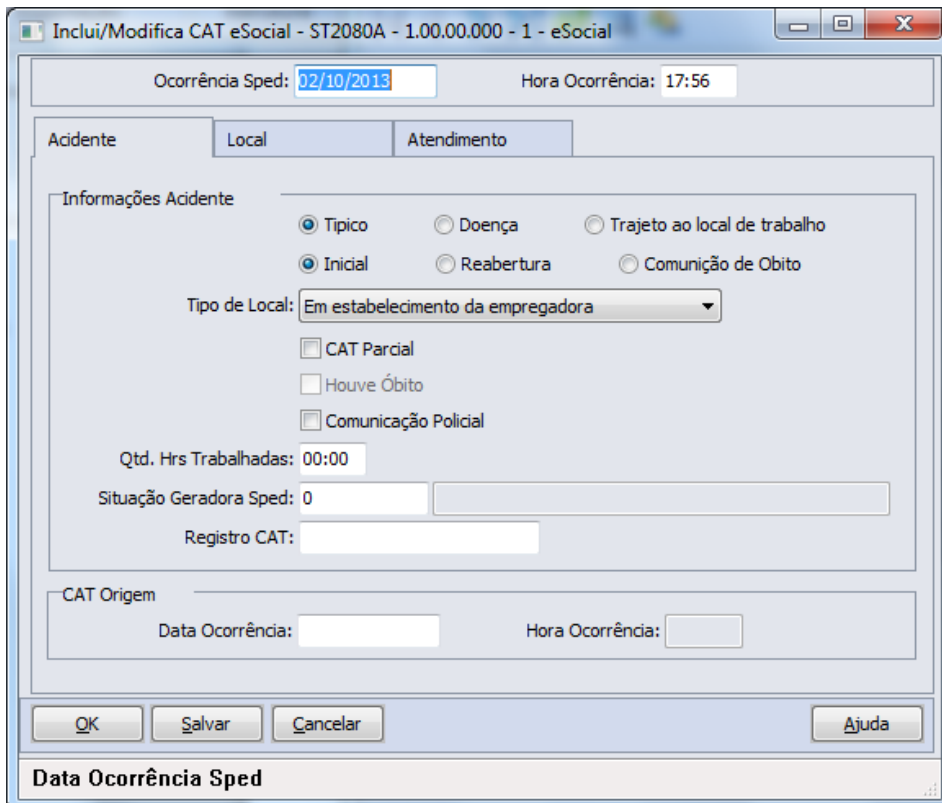 Inclui/Modifica CAT eSocial - ST2080A - 1.00.00.000 - 1 - eSocial
Ocorrência Sped: 02/10/2013 Hora Ocorrência: 17:56
Acidente Local Atendimento
Informações Acidente
Tipico Doença Trajeto ao local de trabalho
Inicial Reabertura Comunição de Obito
Tipo de Local: Em estabelecimento da empregadora
CAT Parcial
Houve Óbito
Comunicação Policial
Qtd. Hrs Trabalhadas: 00:00
Situação Geradora Sped: 0
Registro CAT:
CAT Origem
Data Ocorrência: Hora Ocorrência:
OK Salvar Cancelar Ajuda
Data Ocorrência Sped